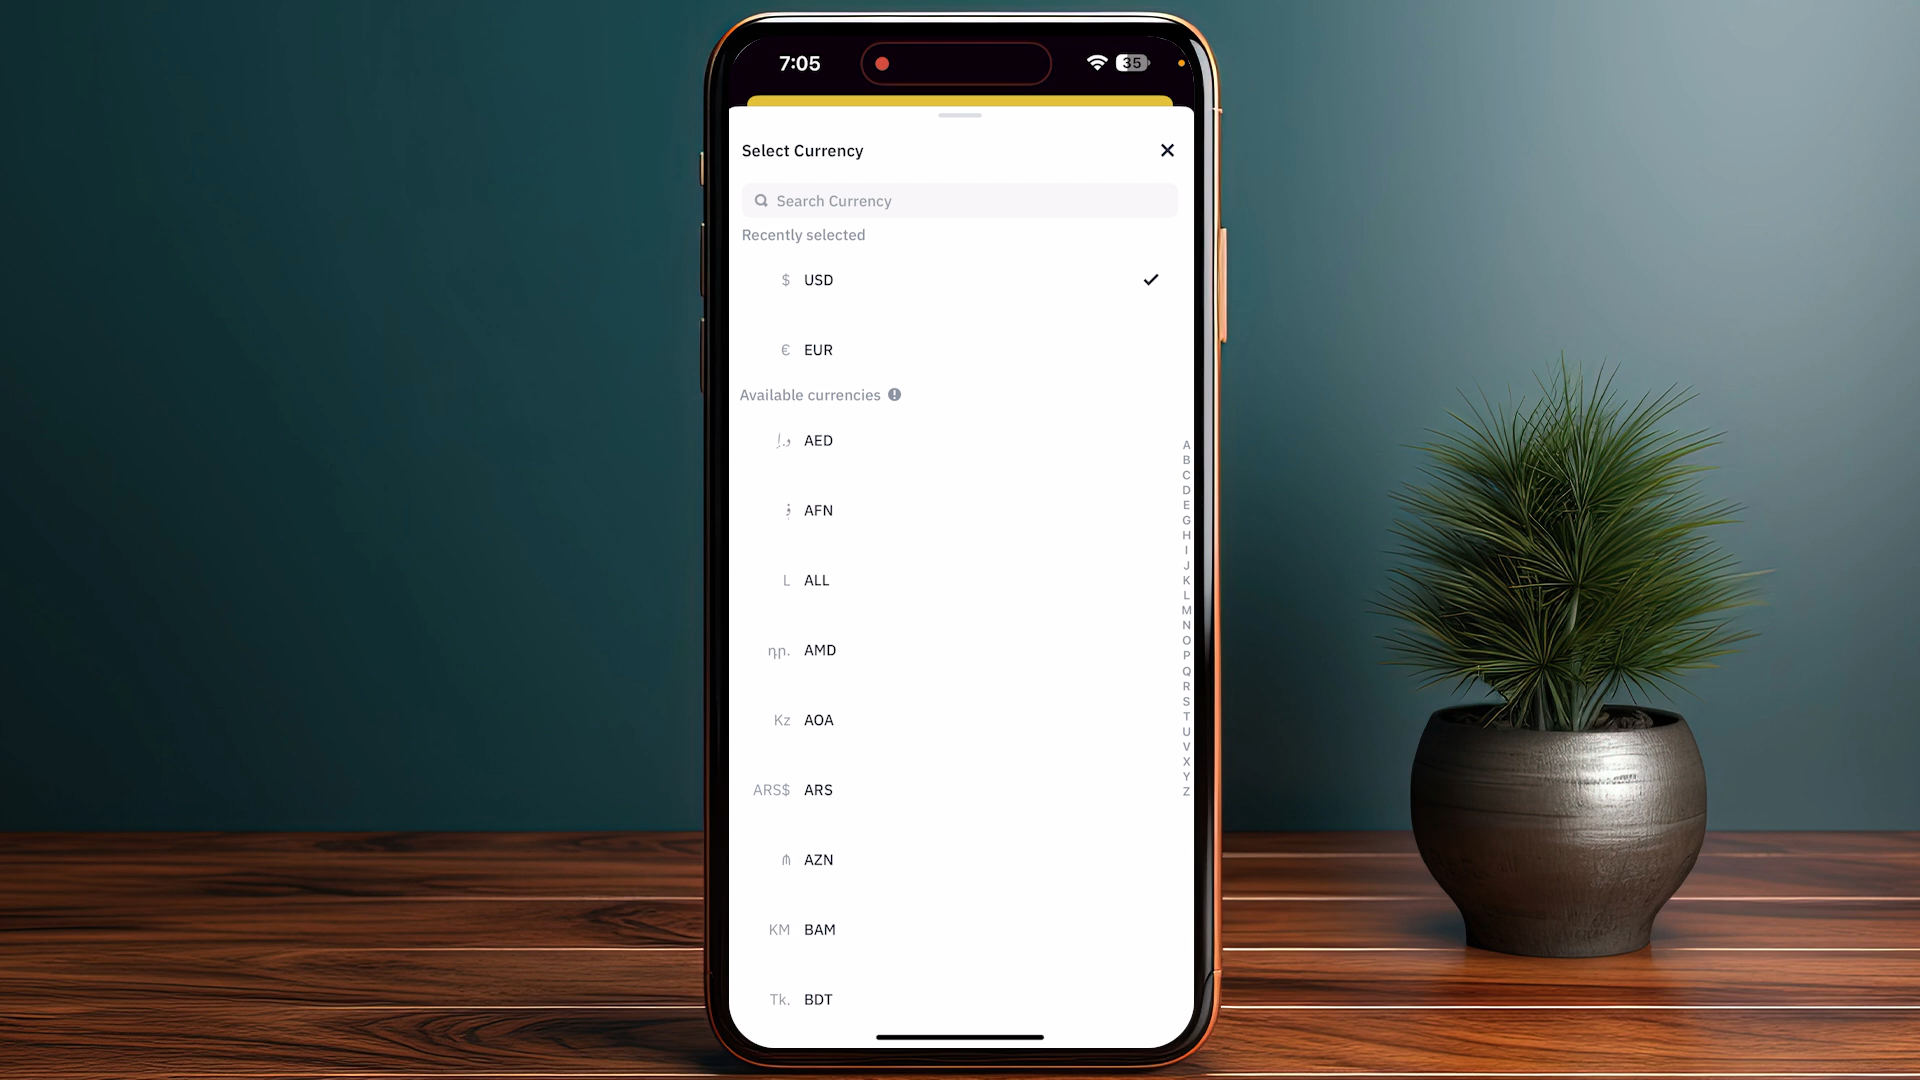 7:05
35
Select Currency
Search Currency
Recently selected
$ USD
€ EUR
Available currencies
د.إ AED
؋ AFN
L ALL
դր. AMD
Kz AOA
ARS$ ARS
₼ AZN
KM BAM
Tk. BDT
A
B
C
D
E
G
H
I
J
K
L
M
N
O
P
Q
R
S
T
U
V
X
Y
Z